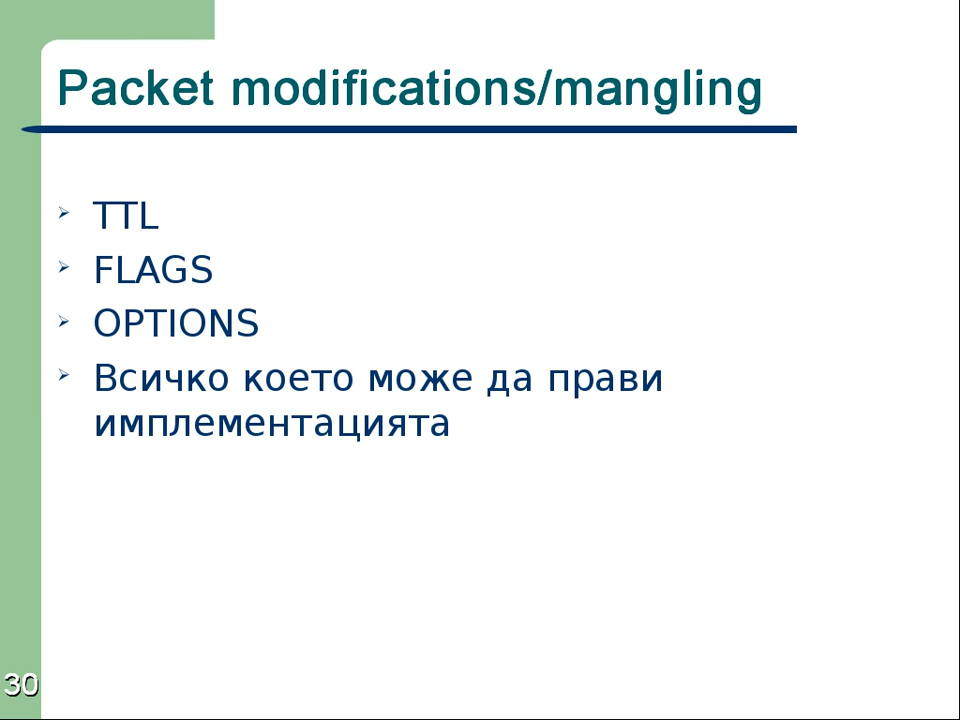 Packet modifications/mangling
TTL
FLAGS
OPTIONS
Всичко което може да прави
имплементацията
30